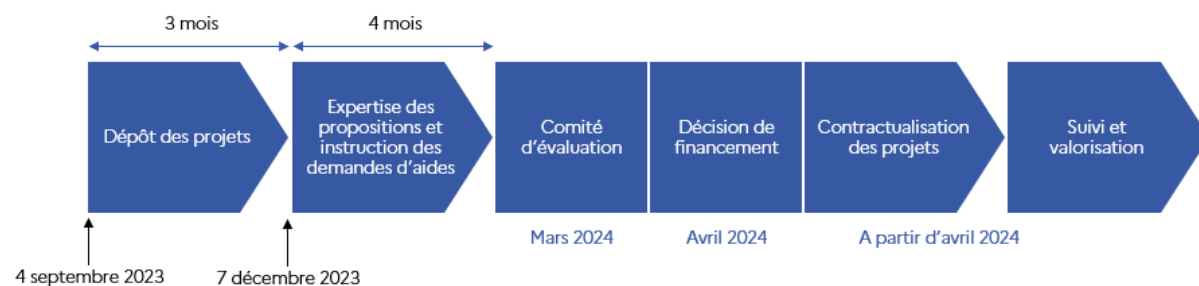 3 mois
4 mois
Dépôt des projets
Expertise des
propositions et
instruction des
demandes d'aides
Comité
d'évaluation
Décision de
financement
Contractualisation
des projets
Suivi et
valorisation
Mars 2024
Avril 2024
A partir d'avril 2024
4 septembre 2023
7 décembre 2023